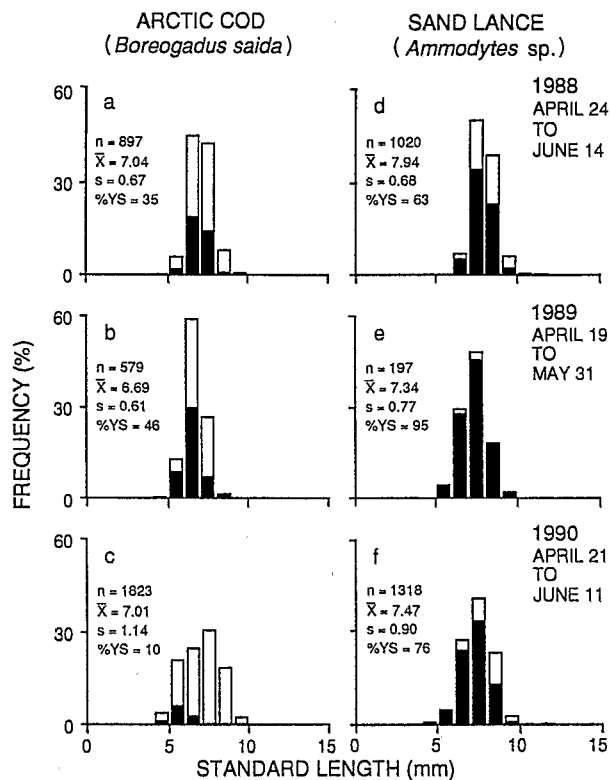 ARCTIC COD
(Boreogadus saida)
SAND LANCE
(Ammodytes sp.)
60
30
0
a
n = 897
X̅ = 7.04
s = 0.67
%YS = 35
d
n = 1020
X̅ = 7.94
s = 0.68
%YS = 63
1988
APRIL 24
TO
JUNE 14
60
30
0
b
n = 579
X̅ = 6.69
s = 0.61
%YS = 46
e
n = 197
X̅ = 7.34
s = 0.77
%YS = 95
1989
APRIL 19
TO
MAY 31
60
30
0
c
n = 1823
X̅ = 7.01
s = 1.14
%YS = 10
f
n = 1318
X̅ = 7.47
s = 0.90
%YS = 76
1990
APRIL 21
TO
JUNE 11
FREQUENCY (%)
0 5 10 15
0 5 10 15
STANDARD LENGTH (mm)